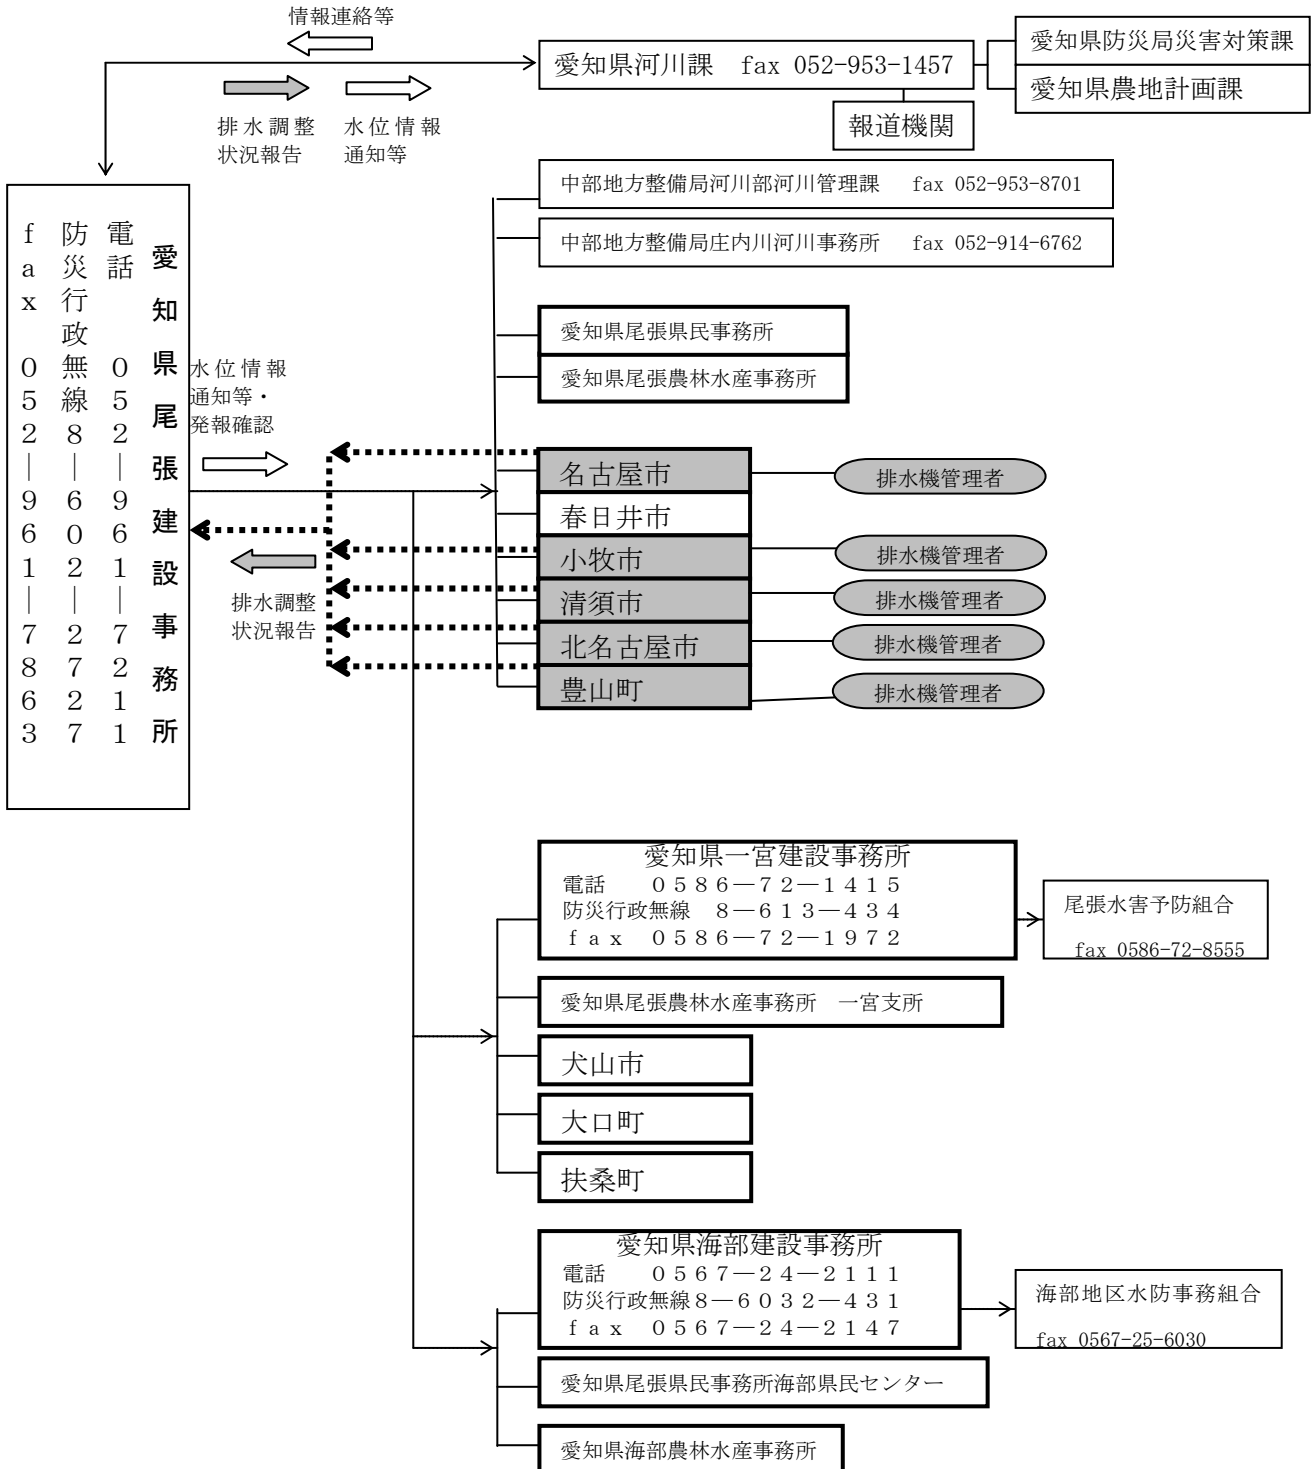 情報連絡等
愛知県河川課 fax 052-953-1457
愛知県防災局災害対策課
愛知県農地計画課
報道機関
排水調整
状況報告
水位情報
通知等
愛知県尾張建設事務所
電話 052―961―7211
防災行政無線8―602―2727
fax 052―961―7863
中部地方整備局河川部河川管理課 fax 052-953-8701
中部地方整備局庄内川河川事務所 fax 052-914-6762
愛知県尾張県民事務所
愛知県尾張農林水産事務所
水位情報
通知等・
発報確認
排水調整
状況報告
名古屋市
排水機管理者
春日井市
小牧市
排水機管理者
清須市
排水機管理者
北名古屋市
排水機管理者
豊山町
排水機管理者
愛知県一宮建設事務所
電話 0586―72―1415
防災行政無線 8―613―434
fax 0586―72―1972
尾張水害予防組合
fax 0586-72-8555
愛知県尾張農林水産事務所 一宮支所
犬山市
大口町
扶桑町
愛知県海部建設事務所
電話 0567―24―2111
防災行政無線8―6032―431
fax 0567―24―2147
海部地区水防事務組合
fax 0567-25-6030
愛知県尾張県民事務所海部県民センター
愛知県海部農林水産事務所